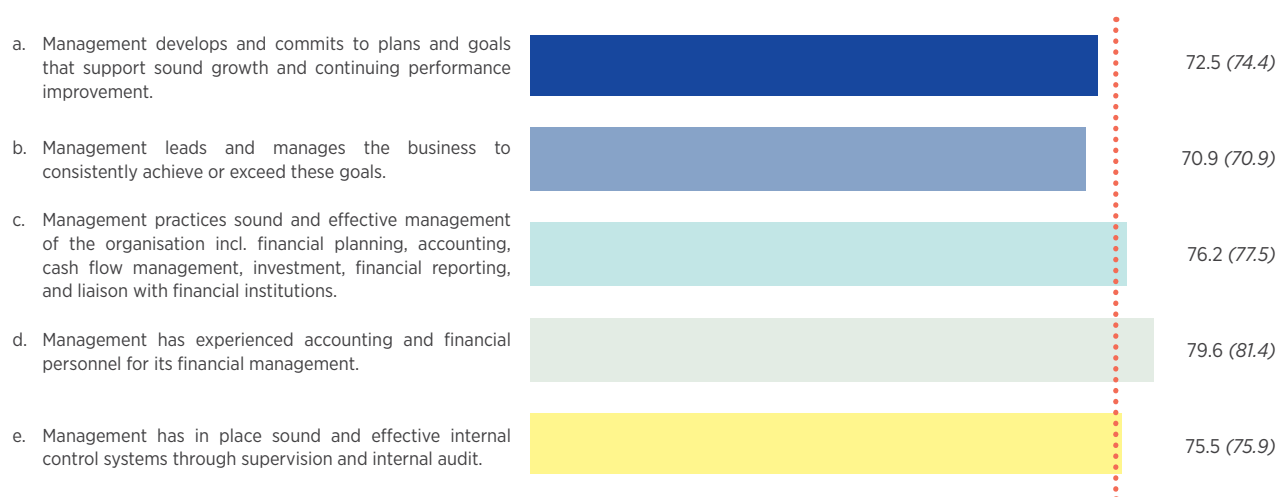 a. Management develops and commits to plans and goals
that support sound growth and continuing performance
improvement.
72.5 (74.4)
b. Management leads and manages the business to
consistently achieve or exceed these goals.
70.9 (70.9)
c. Management practices sound and effective management
of the organisation incl. financial planning, accounting,
cash flow management, investment, financial reporting,
and liaison with financial institutions.
76.2 (77.5)
d. Management has experienced accounting and financial
personnel for its financial management.
79.6 (81.4)
e. Management has in place sound and effective internal
control systems through supervision and internal audit.
75.5 (75.9)